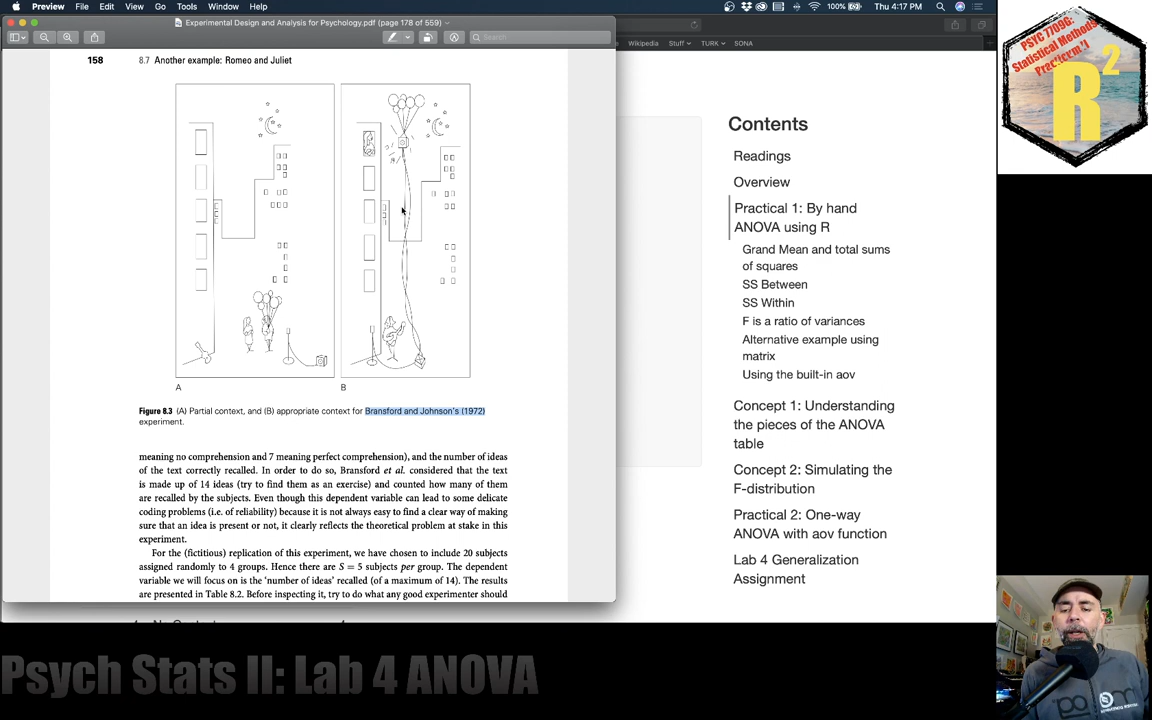 Preview File Edit View Go Tools Window Help
100% Thu 4:17 PM
Experimental Design and Analysis for Psychology.pdf (page 178 of 559)
Search
Wikipedia Stuff TURK SONA
158 8.7 Another example: Romeo and Juliet
A
B
Figure 8.3 (A) Partial context, and (B) appropriate context for Bransford and Johnson's (1972)
experiment.
meaning no comprehension and 7 meaning perfect comprehension), and the number of ideas
of the text correctly recalled. In order to do so, Bransford et al. considered that the text
is made up of 14 ideas (try to find them as an exercise) and counted how many of them
are recalled by the subjects. Even though this dependent variable can lead to some delicate
coding problems (i.e. of reliability) because it is not always easy to find a clear way of making
sure that an idea is present or not, it clearly reflects the theoretical problem at stake in this
experiment.
For the (fictitious) replication of this experiment, we have chosen to include 20 subjects
assigned randomly to 4 groups. Hence there are S = 5 subjects per group. The dependent
variable we will focus on is the 'number of ideas' recalled (of a maximum of 14). The results
are presented in Table 8.2. Before inspecting it, try to do what any good experimenter should
Contents
Readings
Overview
Practical 1: By hand
ANOVA using R
Grand Mean and total sums
of squares
SS Between
SS Within
F is a ratio of variances
Alternative example using
matrix
Using the built-in aov
Concept 1: Understanding
the pieces of the ANOVA
table
Concept 2: Simulating the
F-distribution
Practical 2: One-way
ANOVA with aov function
Lab 4 Generalization
Assignment
PSYC 7709G:
Statistical Methods
Practicum I
R2
Psych Stats II: Lab 4 ANOVA